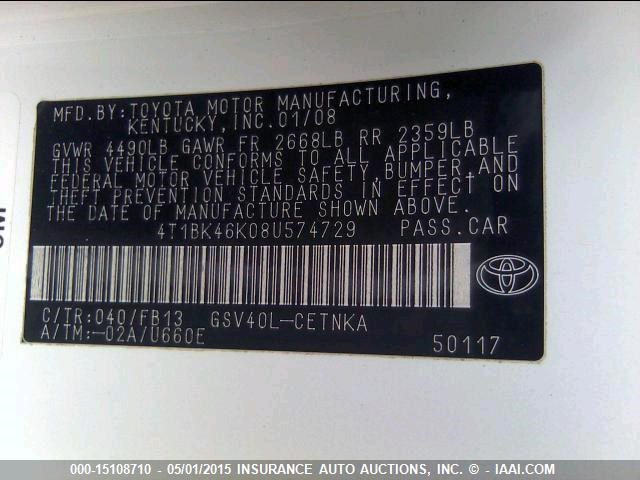 MFD.BY:TOYOTA MOTOR MANUFACTURING,
KENTUCKY,INC.01/08
GVWR 4490LB GAWR FR 2668LB RR 2359LB
THIS VEHICLE CONFORMS TO ALL APPLICABLE
FEDERAL MOTOR VEHICLE SAFETY,BUMPER,AND
THEFT PREVENTION STANDARDS IN EFFECT ON
THE DATE OF MANUFACTURE SHOWN ABOVE.
4T1BK46K08U574729 PASS.CAR
C/TR:040/FB13 GSV40L-CETNKA
A/TM:-02A/U660E
50117
000-15108710 - 05/01/2015 INSURANCE AUTO AUCTIONS, INC. - © IAAI.COM